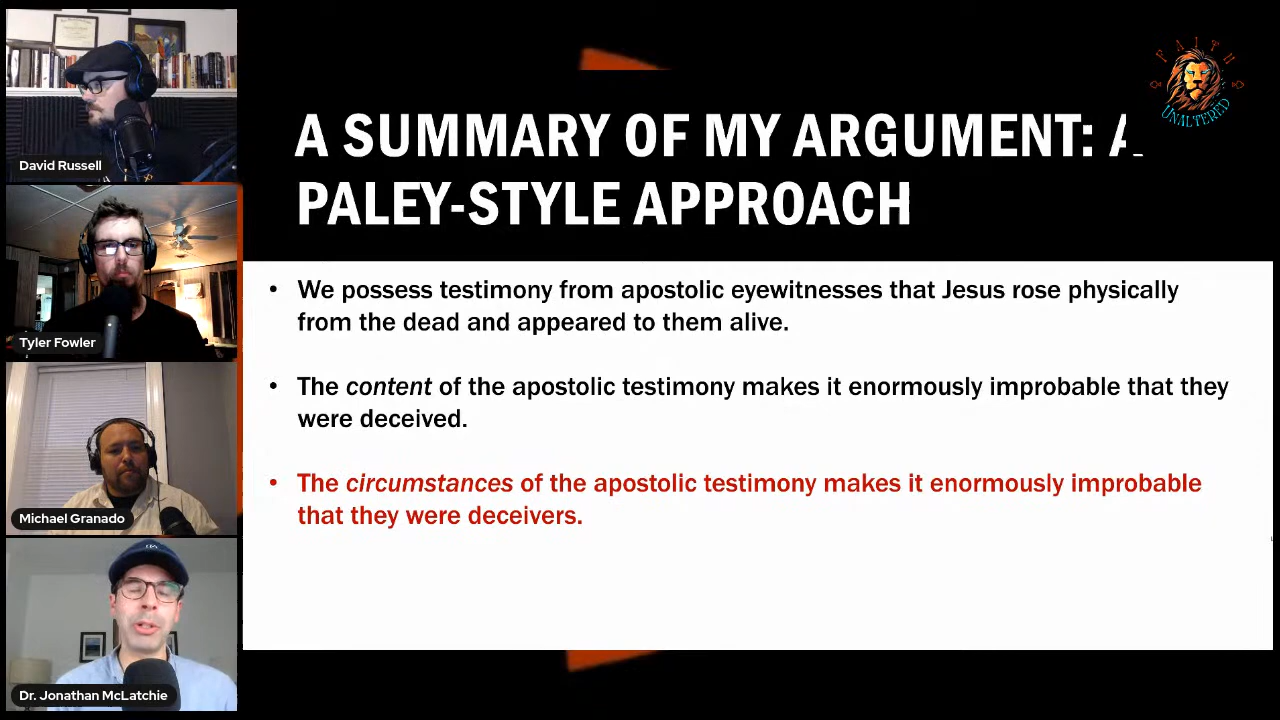 David Russell
Tyler Fowler
Michael Granado
Dr. Jonathan McLatchie
FAITH
UNALTERED
A SUMMARY OF MY ARGUMENT: A
PALEY-STYLE APPROACH
• We possess testimony from apostolic eyewitnesses that Jesus rose physically
from the dead and appeared to them alive.
• The content of the apostolic testimony makes it enormously improbable that they
were deceived.
• The circumstances of the apostolic testimony makes it enormously improbable
that they were deceivers.